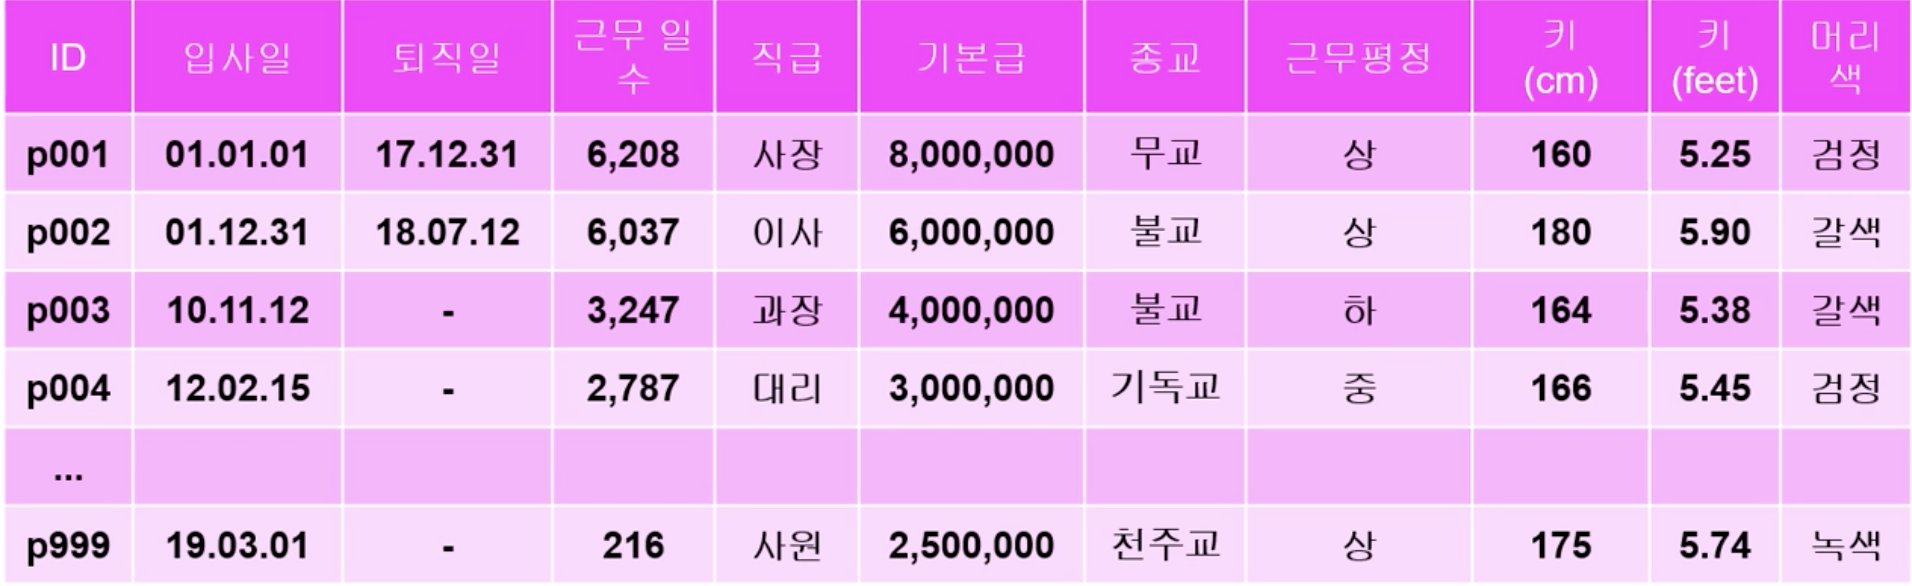 ID 입사일 퇴직일 근무 일수 직급 기본급 종교 근무평정 키 (cm) 키 (feet) 머리색
p001 01.01.01 17.12.31 6,208 사장 8,000,000 무교 상 160 5.25 검정
p002 01.12.31 18.07.12 6,037 이사 6,000,000 불교 상 180 5.90 갈색
p003 10.11.12 - 3,247 과장 4,000,000 불교 하 164 5.38 갈색
p004 12.02.15 - 2,787 대리 3,000,000 기독교 중 166 5.45 검정
...
p999 19.03.01 - 216 사원 2,500,000 천주교 상 175 5.74 녹색